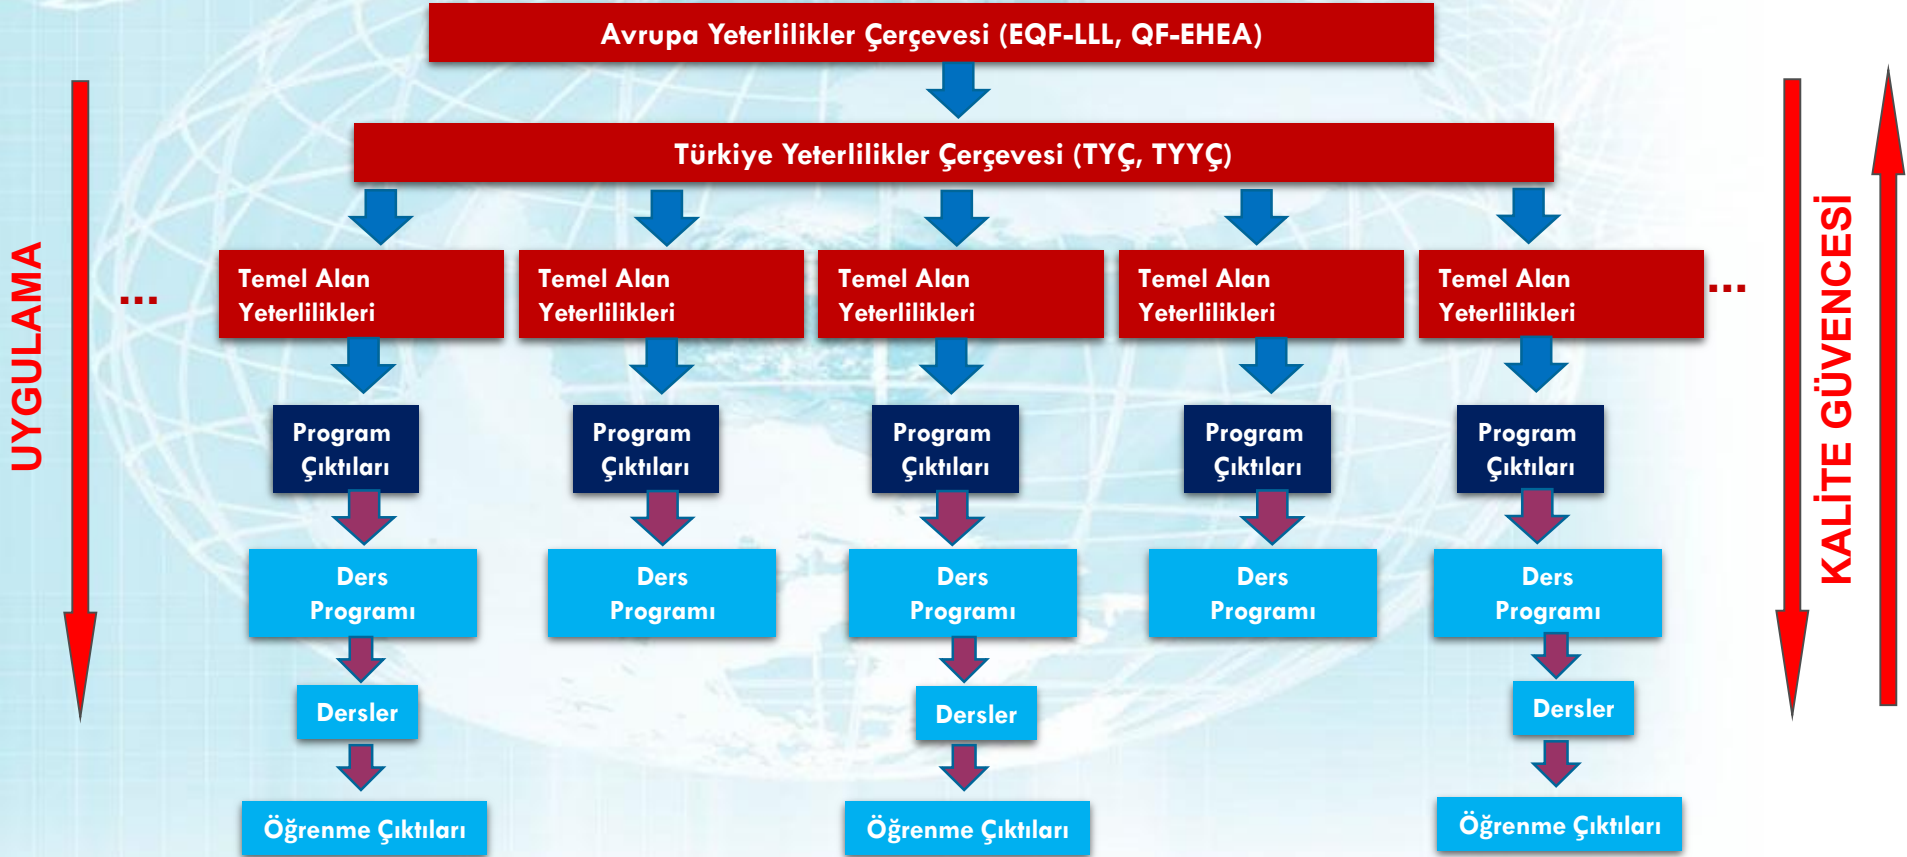 Avrupa Yeterlilikler Çerçevesi (EQF-LLL, QF-EHEA)
Türkiye Yeterlilikler Çerçevesi (TYÇ, TYYÇ)
UYGULAMA
KALİTE GÜVENCESİ
...
Temel Alan
Yeterlilikleri
Temel Alan
Yeterlilikleri
Temel Alan
Yeterlilikleri
Temel Alan
Yeterlilikleri
Temel Alan
Yeterlilikleri
...
Program
Çıktıları
Program
Çıktıları
Program
Çıktıları
Program
Çıktıları
Program
Çıktıları
Ders
Programı
Ders
Programı
Ders
Programı
Ders
Programı
Ders
Programı
Dersler
Dersler
Dersler
Öğrenme Çıktıları
Öğrenme Çıktıları
Öğrenme Çıktıları